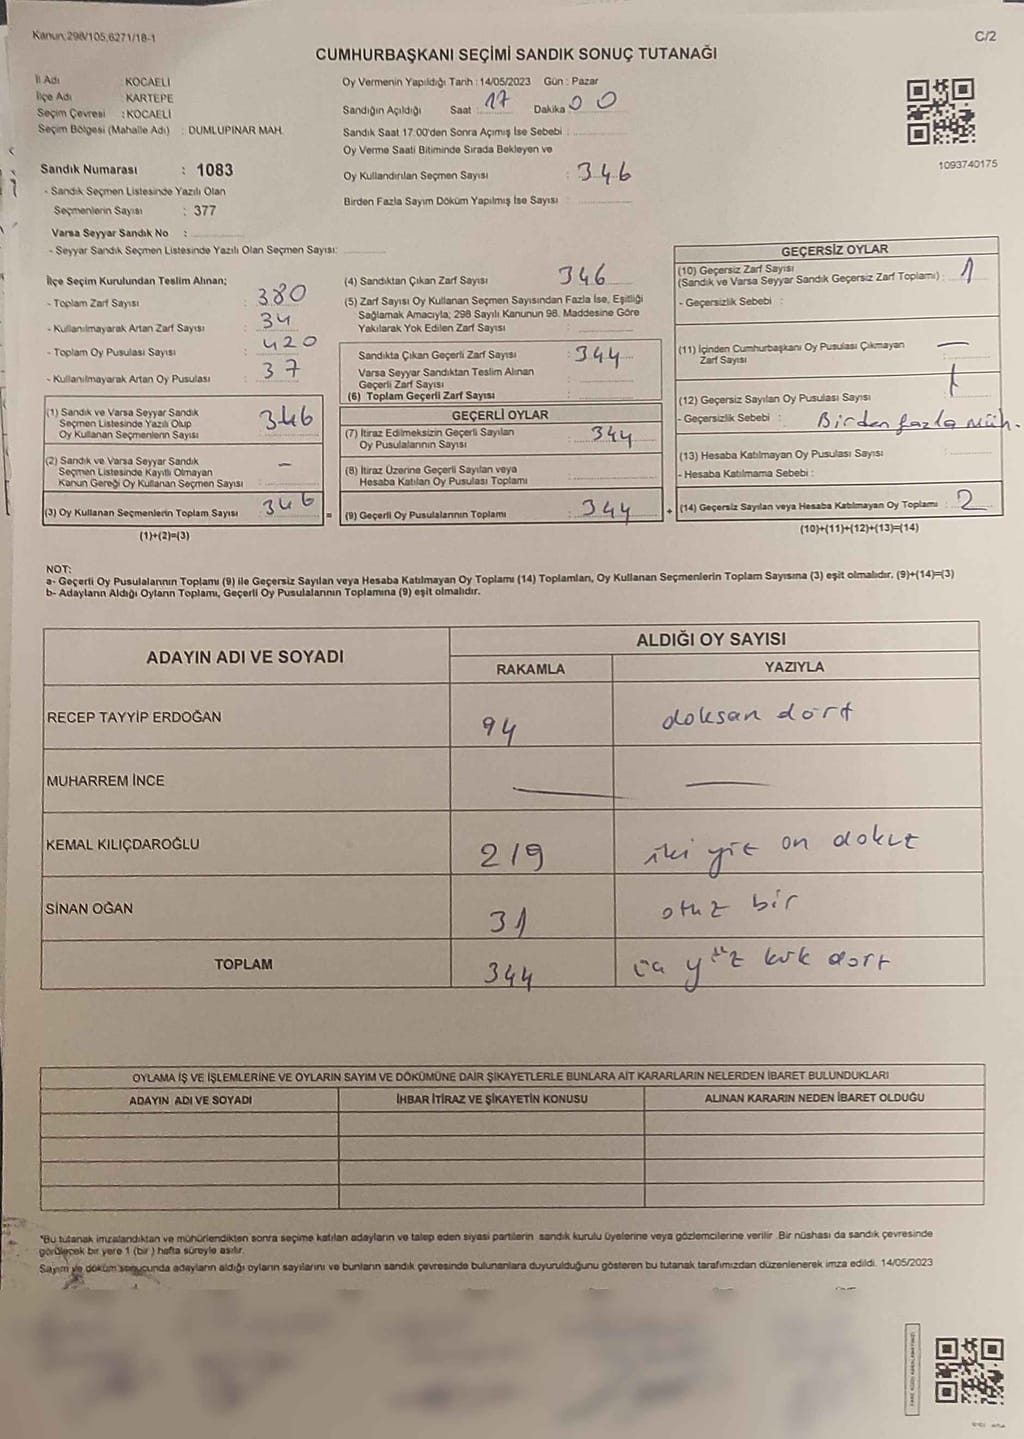 Kanun,298/105,6271/18-1
C/2
CUMHURBAŞKANI SEÇİMİ SANDIK SONUÇ TUTANAĞI
İl Adı : KOCAELİ
İlçe Adı : KARTEPE
Seçim Çevresi : KOCAELİ
Seçim Bölgesi (Mahalle Adı) : DUMLUPINAR MAH.
Sandık Numarası : 1083
- Sandık Seçmen Listesinde Yazılı Olan
Seçmenlerin Sayısı : 377
Varsa Seyyar Sandık No :
- Seyyar Sandık Seçmen Listesinde Yazılı Olan Seçmen Sayısı:
Oy Vermenin Yapıldığı Tarih : 14/05/2023 Gün : Pazar
Sandığın Açıldığı Saat : 17 Dakika 00
Sandık Saat 17:00'den Sonra Açımış İse Sebebi :
Oy Verme Saati Bitiminde Sırada Bekleyen ve
Oy Kullandırılan Seçmen Sayısı : 346
Birden Fazla Sayım Döküm Yapılmış İse Sayısı :
1093740175
İlçe Seçim Kurulundan Teslim Alınan;
- Toplam Zarf Sayısı : 380
- Kullanılmayarak Artan Zarf Sayısı : 34
- Toplam Oy Pusulası Sayısı : 420
- Kullanılmayarak Artan Oy Pusulası : 37
(1) Sandık ve Varsa Seyyar Sandık
Seçmen Listesinde Yazılı Olup
Oy Kullanan Seçmenlerin Sayısı 346
(2) Sandık ve Varsa Seyyar Sandık
Seçmen Listesinde Kayıtlı Olmayan
Kanun Gereği Oy Kullanan Seçmen Sayısı : —
(3) Oy Kullanan Seçmenlerin Toplam Sayısı : 346 =
(1)+(2)=(3)
(4) Sandıktan Çıkan Zarf Sayısı : 346
(5) Zarf Sayısı Oy Kullanan Seçmen Sayısından Fazla İse, Eşitliği
Sağlamak Amacıyla; 298 Sayılı Kanunun 98. Maddesine Göre
Yakılarak Yok Edilen Zarf Sayısı :
Sandıkta Çıkan Geçerli Zarf Sayısı : 344
Varsa Seyyar Sandıktan Teslim Alınan
Geçerli Zarf Sayısı :
(6) Toplam Geçerli Zarf Sayısı :
GEÇERLİ OYLAR
(7) İtiraz Edilmeksizin Geçerli Sayılan
Oy Pusulalarının Sayısı : 344
(8) İtiraz Üzerine Geçerli Sayılan veya
Hesaba Katılan Oy Pusulası Toplamı :
(9) Geçerli Oy Pusulalarının Toplamı : 344 +
GEÇERSİZ OYLAR
(10) Geçersiz Zarf Sayısı
(Sandık ve Varsa Seyyar Sandık Geçersiz Zarf Toplamı) : 1
- Geçersizlik Sebebi :
(11) İçinden Cumhurbaşkanı Oy Pusulası Çıkmayan
Zarf Sayısı : —
(12) Geçersiz Sayılan Oy Pusulası Sayısı : 1
- Geçersizlik Sebebi : Birden fazla müh.
(13) Hesaba Katılmayan Oy Pusulası Sayısı :
- Hesaba Katılmama Sebebi :
(14) Geçersiz Sayılan veya Hesaba Katılmayan Oy Toplamı : 2
(10)+(11)+(12)+(13)=(14)
NOT:
a- Geçerli Oy Pusulalarının Toplamı (9) ile Geçersiz Sayılan veya Hesaba Katılmayan Oy Toplamı (14) Toplamları, Oy Kullanan Seçmenlerin Toplam Sayısına (3) eşit olmalıdır. (9)+(14)=(3)
b- Adayların Aldığı Oyların Toplamı, Geçerli Oy Pusulalarının Toplamına (9) eşit olmalıdır.
ADAYIN ADI VE SOYADI
ALDIĞI OY SAYISI
RAKAMLA YAZIYLA
RECEP TAYYİP ERDOĞAN 94 doksan dört
MUHARREM İNCE — —
KEMAL KILIÇDAROĞLU 219 iki yüz on dokuz
SİNAN OĞAN 31 otuz bir
TOPLAM 344 üç yüz kırk dört
OYLAMA İŞ VE İŞLEMLERİNE VE OYLARIN SAYIM VE DÖKÜMÜNE DAİR ŞİKAYETLERLE BUNLARA AİT KARARLARIN NELERDEN İBARET BULUNDUKLARI
ADAYIN ADI VE SOYADI İHBAR İTİRAZ VE ŞİKAYETİN KONUSU ALINAN KARARIN NEDEN İBARET OLDUĞU
*Bu tutanak imzalandıktan ve mühürlendikten sonra seçime katılan adayların ve talep eden siyasi partilerin sandık kurulu üyelerine veya gözlemcilerine verilir. Bir nüshası da sandık çevresinde
görülecek bir yere 1 (bir ) hafta süreyle asılır.
Sayım ve döküm sonucunda adayların aldığı oyların sayılarını ve bunların sandık çevresinde bulunanlara duyurulduğunu gösteren bu tutanak tarafımızdan düzenlenerek imza edildi. 14/05/2023